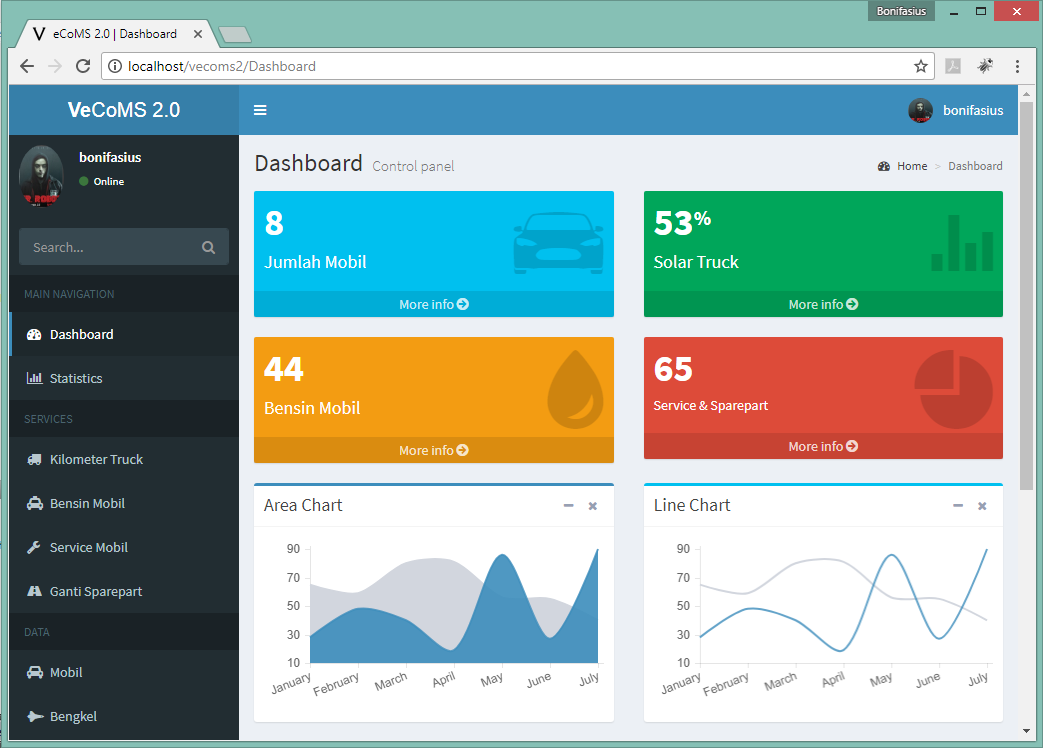 Bonifasius
eCoMS 2.0 | Dashboard
localhost/vecoms2/Dashboard
VeCoMS 2.0
bonifasius
bonifasius
Online
Search...
MAIN NAVIGATION
Dashboard
Statistics
SERVICES
Kilometer Truck
Bensin Mobil
Service Mobil
Ganti Sparepart
DATA
Mobil
Bengkel
Dashboard Control panel
Home > Dashboard
8
Jumlah Mobil
More info
53%
Solar Truck
More info
44
Bensin Mobil
More info
65
Service & Sparepart
More info
Area Chart
90
70
50
30
10
January February March April May June July
Line Chart
90
70
50
30
10
January February March April May June July